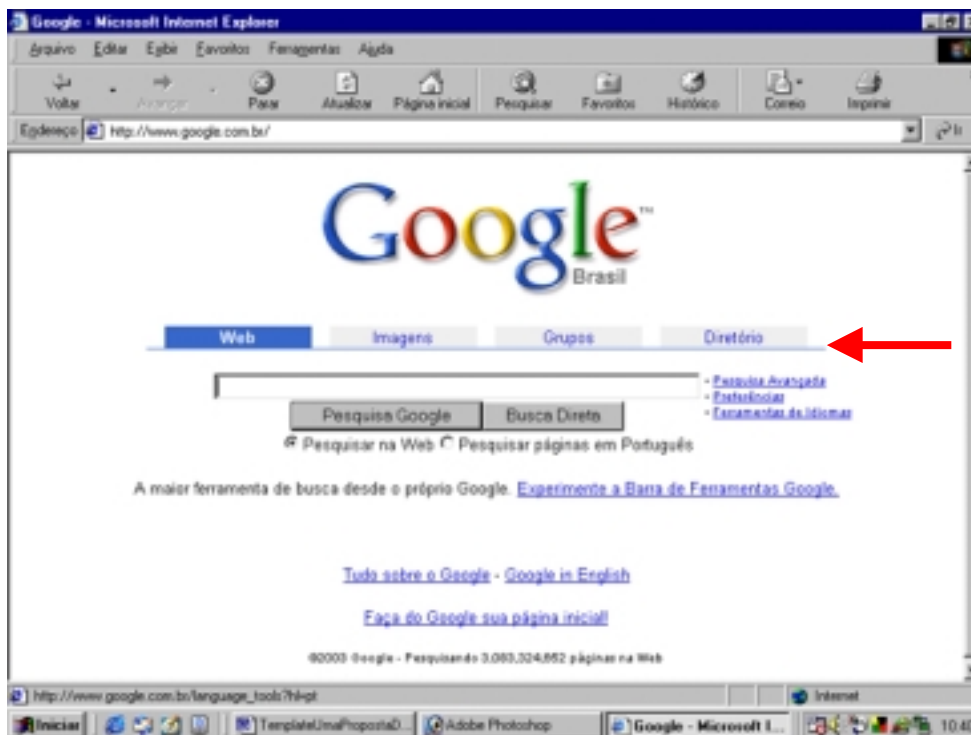 Google - Microsoft Internet Explorer
Arquivo Editar Exibir Favoritos Ferramentas Ajuda
Voltar Avançar Parar Atualizar Página inicial Pesquisar Favoritos Histórico Correio Imprimir
Endereço http://www.google.com.br/ Ir
Google™
Brasil
Web Imagens Grupos Diretório
- Pesquisa Avançada
- Preferências
- Ferramentas de Idiomas
Pesquisa Google Busca Direta
Pesquisar na Web Pesquisar páginas em Português
A maior ferramenta de busca desde o próprio Google. Experimente a Barra de Ferramentas Google.
Tudo sobre o Google - Google in English
Faça do Google sua página inicial!
©2003 Google - Pesquisando 3,083,324,652 páginas na Web
http://www.google.com.br/language_tools?hl=pt Internet
Iniciar TemplateUmaPropostaD... Adobe Photoshop Google - Microsoft I...